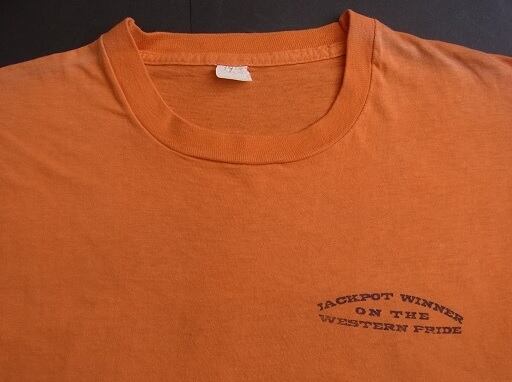 JACKPOT WINNER
ON THE
WESTERN PRIDE